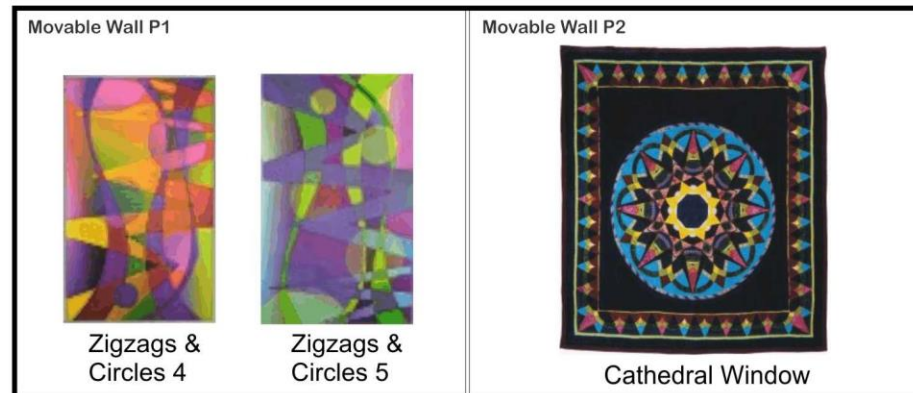 Movable Wall P1
Zigzags &
Circles 4
Zigzags &
Circles 5
Movable Wall P2
Cathedral Window